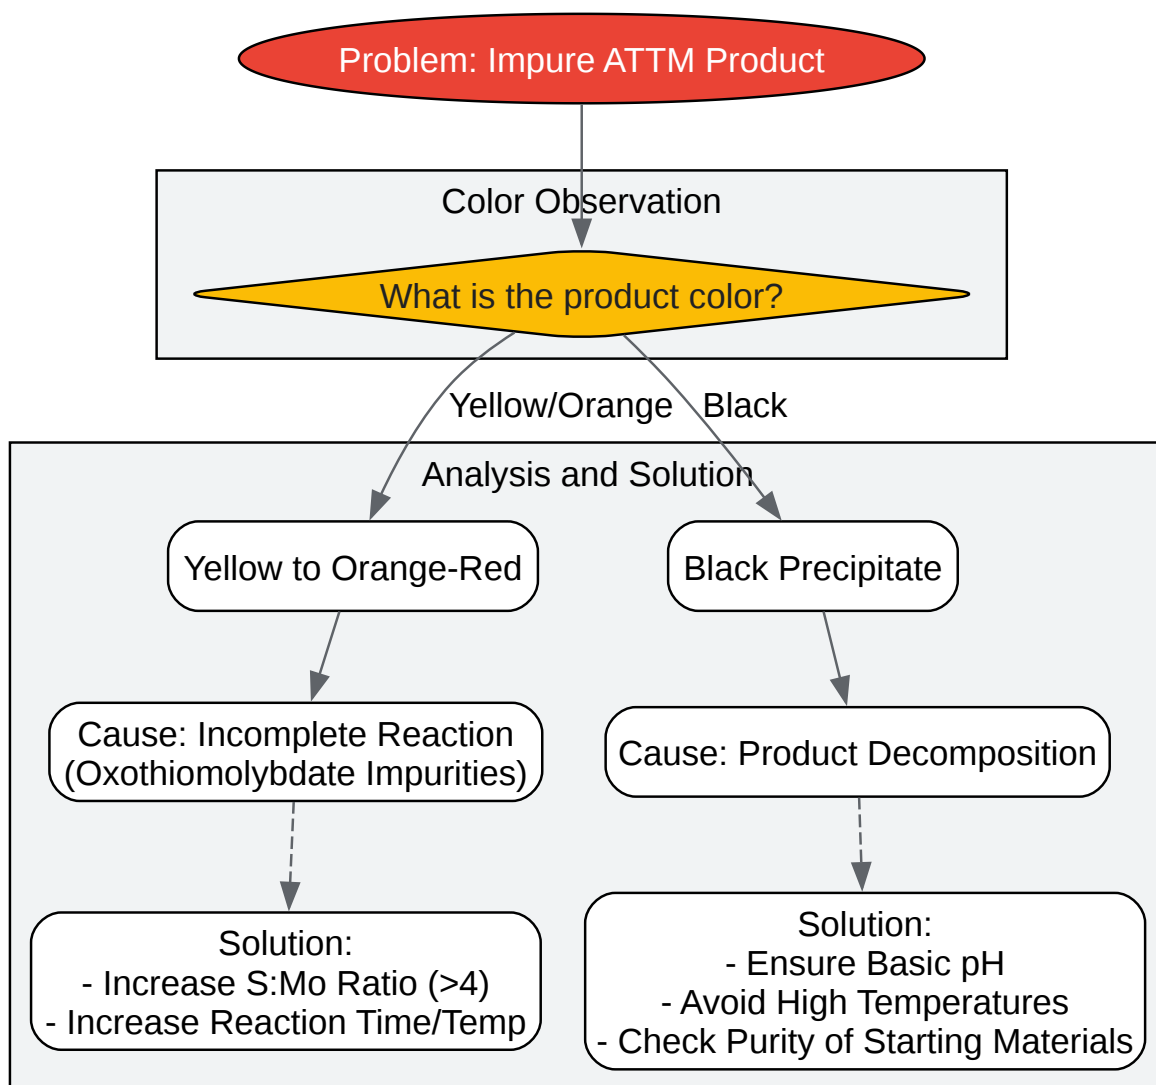 Problem: Impure ATTM Product
Color Observation
What is the product color?
Yellow/Orange
Black
Analysis and Solution
Yellow to Orange-Red
Black Precipitate
Cause: Incomplete Reaction
(Oxothiomolybdate Impurities)
Cause: Product Decomposition
Solution:
- Increase S:Mo Ratio (>4)
- Increase Reaction Time/Temp
Solution:
- Ensure Basic pH
- Avoid High Temperatures
- Check Purity of Starting Materials